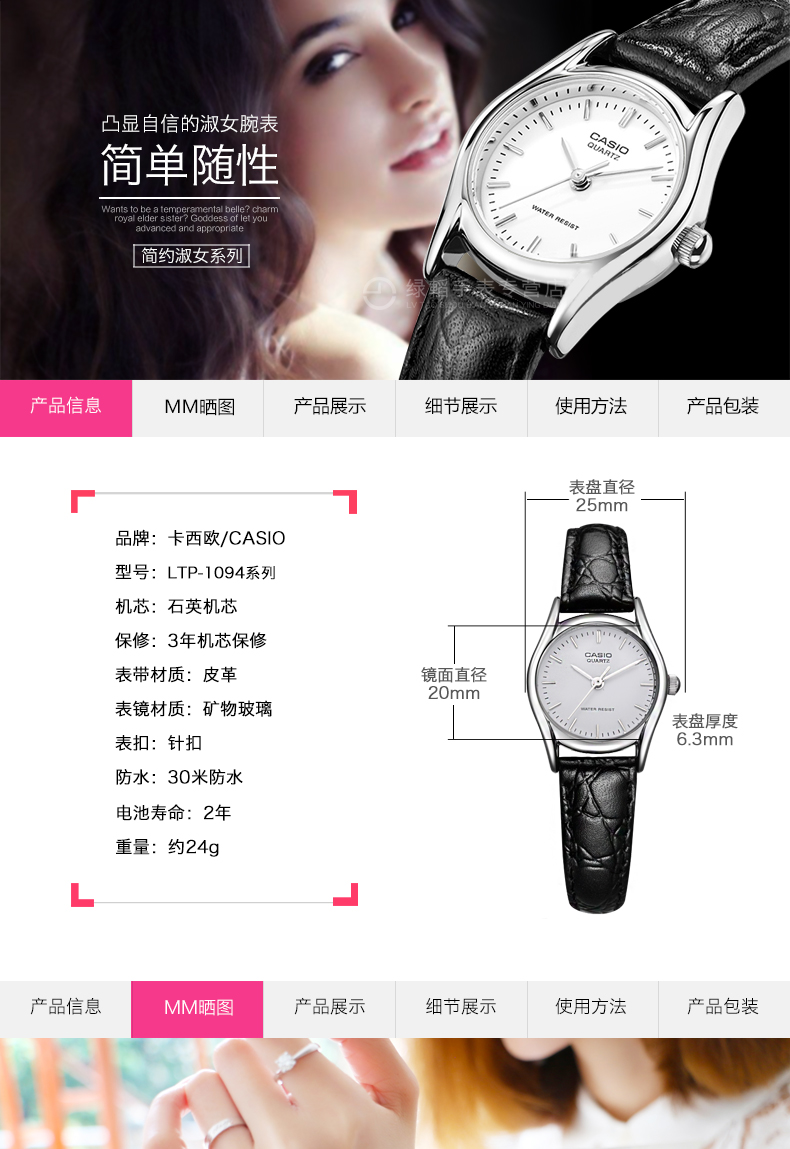 凸显自信的淑女腕表
简单随性
Wants to be a temperamental belle? charm
royal elder sister? Goddess of let you
advanced and appropriate
简约淑女系列
CASIO
QUARTZ
WATER RESIST
产品信息 MM晒图 产品展示 细节展示 使用方法 产品包装
品牌：卡西欧/CASIO
型号：LTP-1094系列
机芯：石英机芯
保修：3年机芯保修
表带材质：皮革
表镜材质：矿物玻璃
表扣：针扣
防水：30米防水
电池寿命：2年
重量：约24g
表盘直径
25mm
镜面直径
20mm
CASIO
QUARTZ
WATER RESIST
表盘厚度
6.3mm
产品信息 MM晒图 产品展示 细节展示 使用方法 产品包装